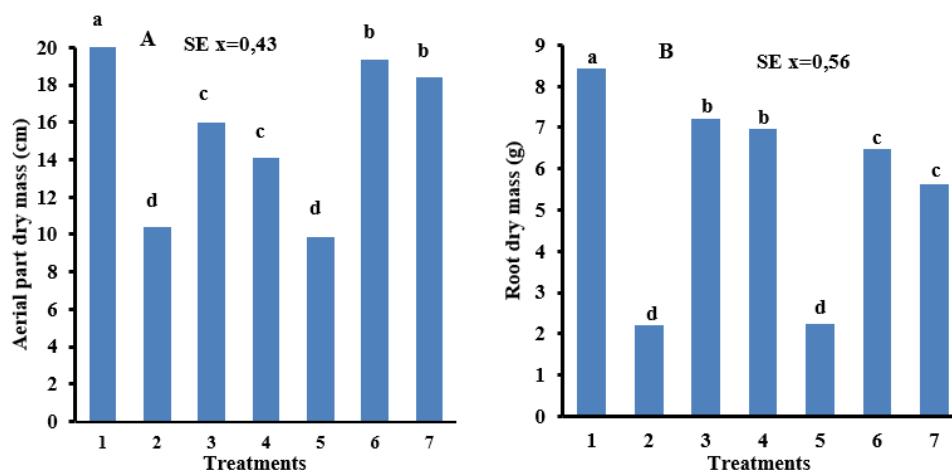 A SE x=0,43
Aerial part dry mass (cm)
20
18
16
14
12
10
8
6
4
2
0
a
d
c
c
d
b
b
1 2 3 4 5 6 7
Treatments
B SE x=0,56
Root dry mass (g)
9
8
7
6
5
4
3
2
1
0
a
d
b
b
d
c
c
1 2 3 4 5 6 7
Treatments